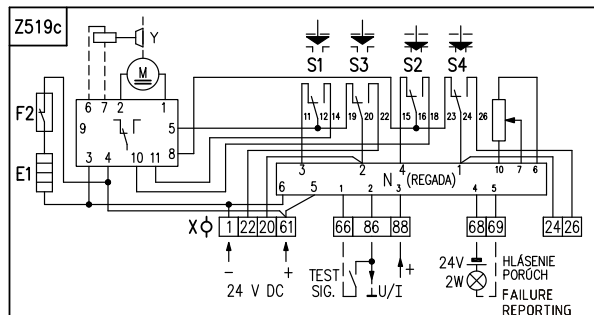 Z519c
Y
M
S1 S3 S2 S4
F2
E1
6 7 2 1
9 5
8
3 4 10 11
11 12 14 19 20 22 15 16 18 23 24 26
3 2 4 1 10 7 6
N (REGADA)
6 5 1 2 3 4 5
X 1 22 20 61 66 86 88 68 69 24 26
− +
24 V DC
TEST
SIG.
U/I
+
24V
2W
HLÁSENIE
PORÚCH
FAILURE
REPORTING